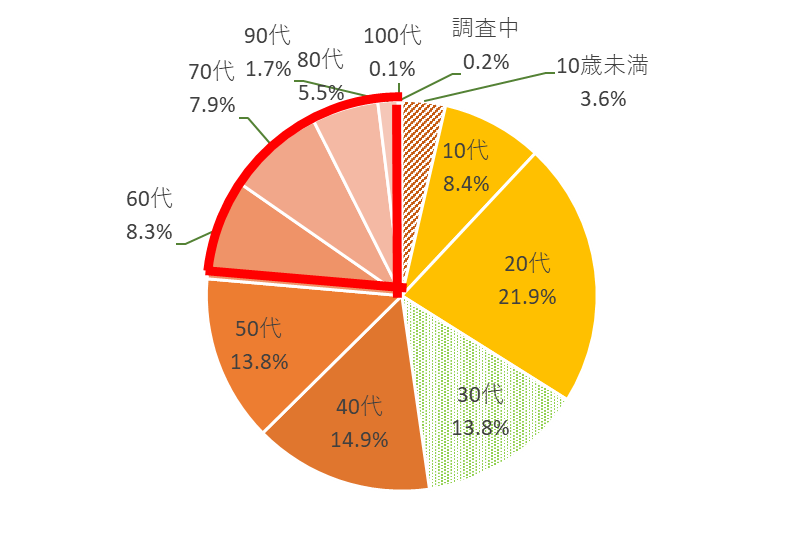 10歳未満
3.6%
10代
8.4%
20代
21.9%
30代
13.8%
40代
14.9%
50代
13.8%
60代
8.3%
70代
7.9%
80代
5.5%
90代
1.7%
100代
0.1%
調査中
0.2%